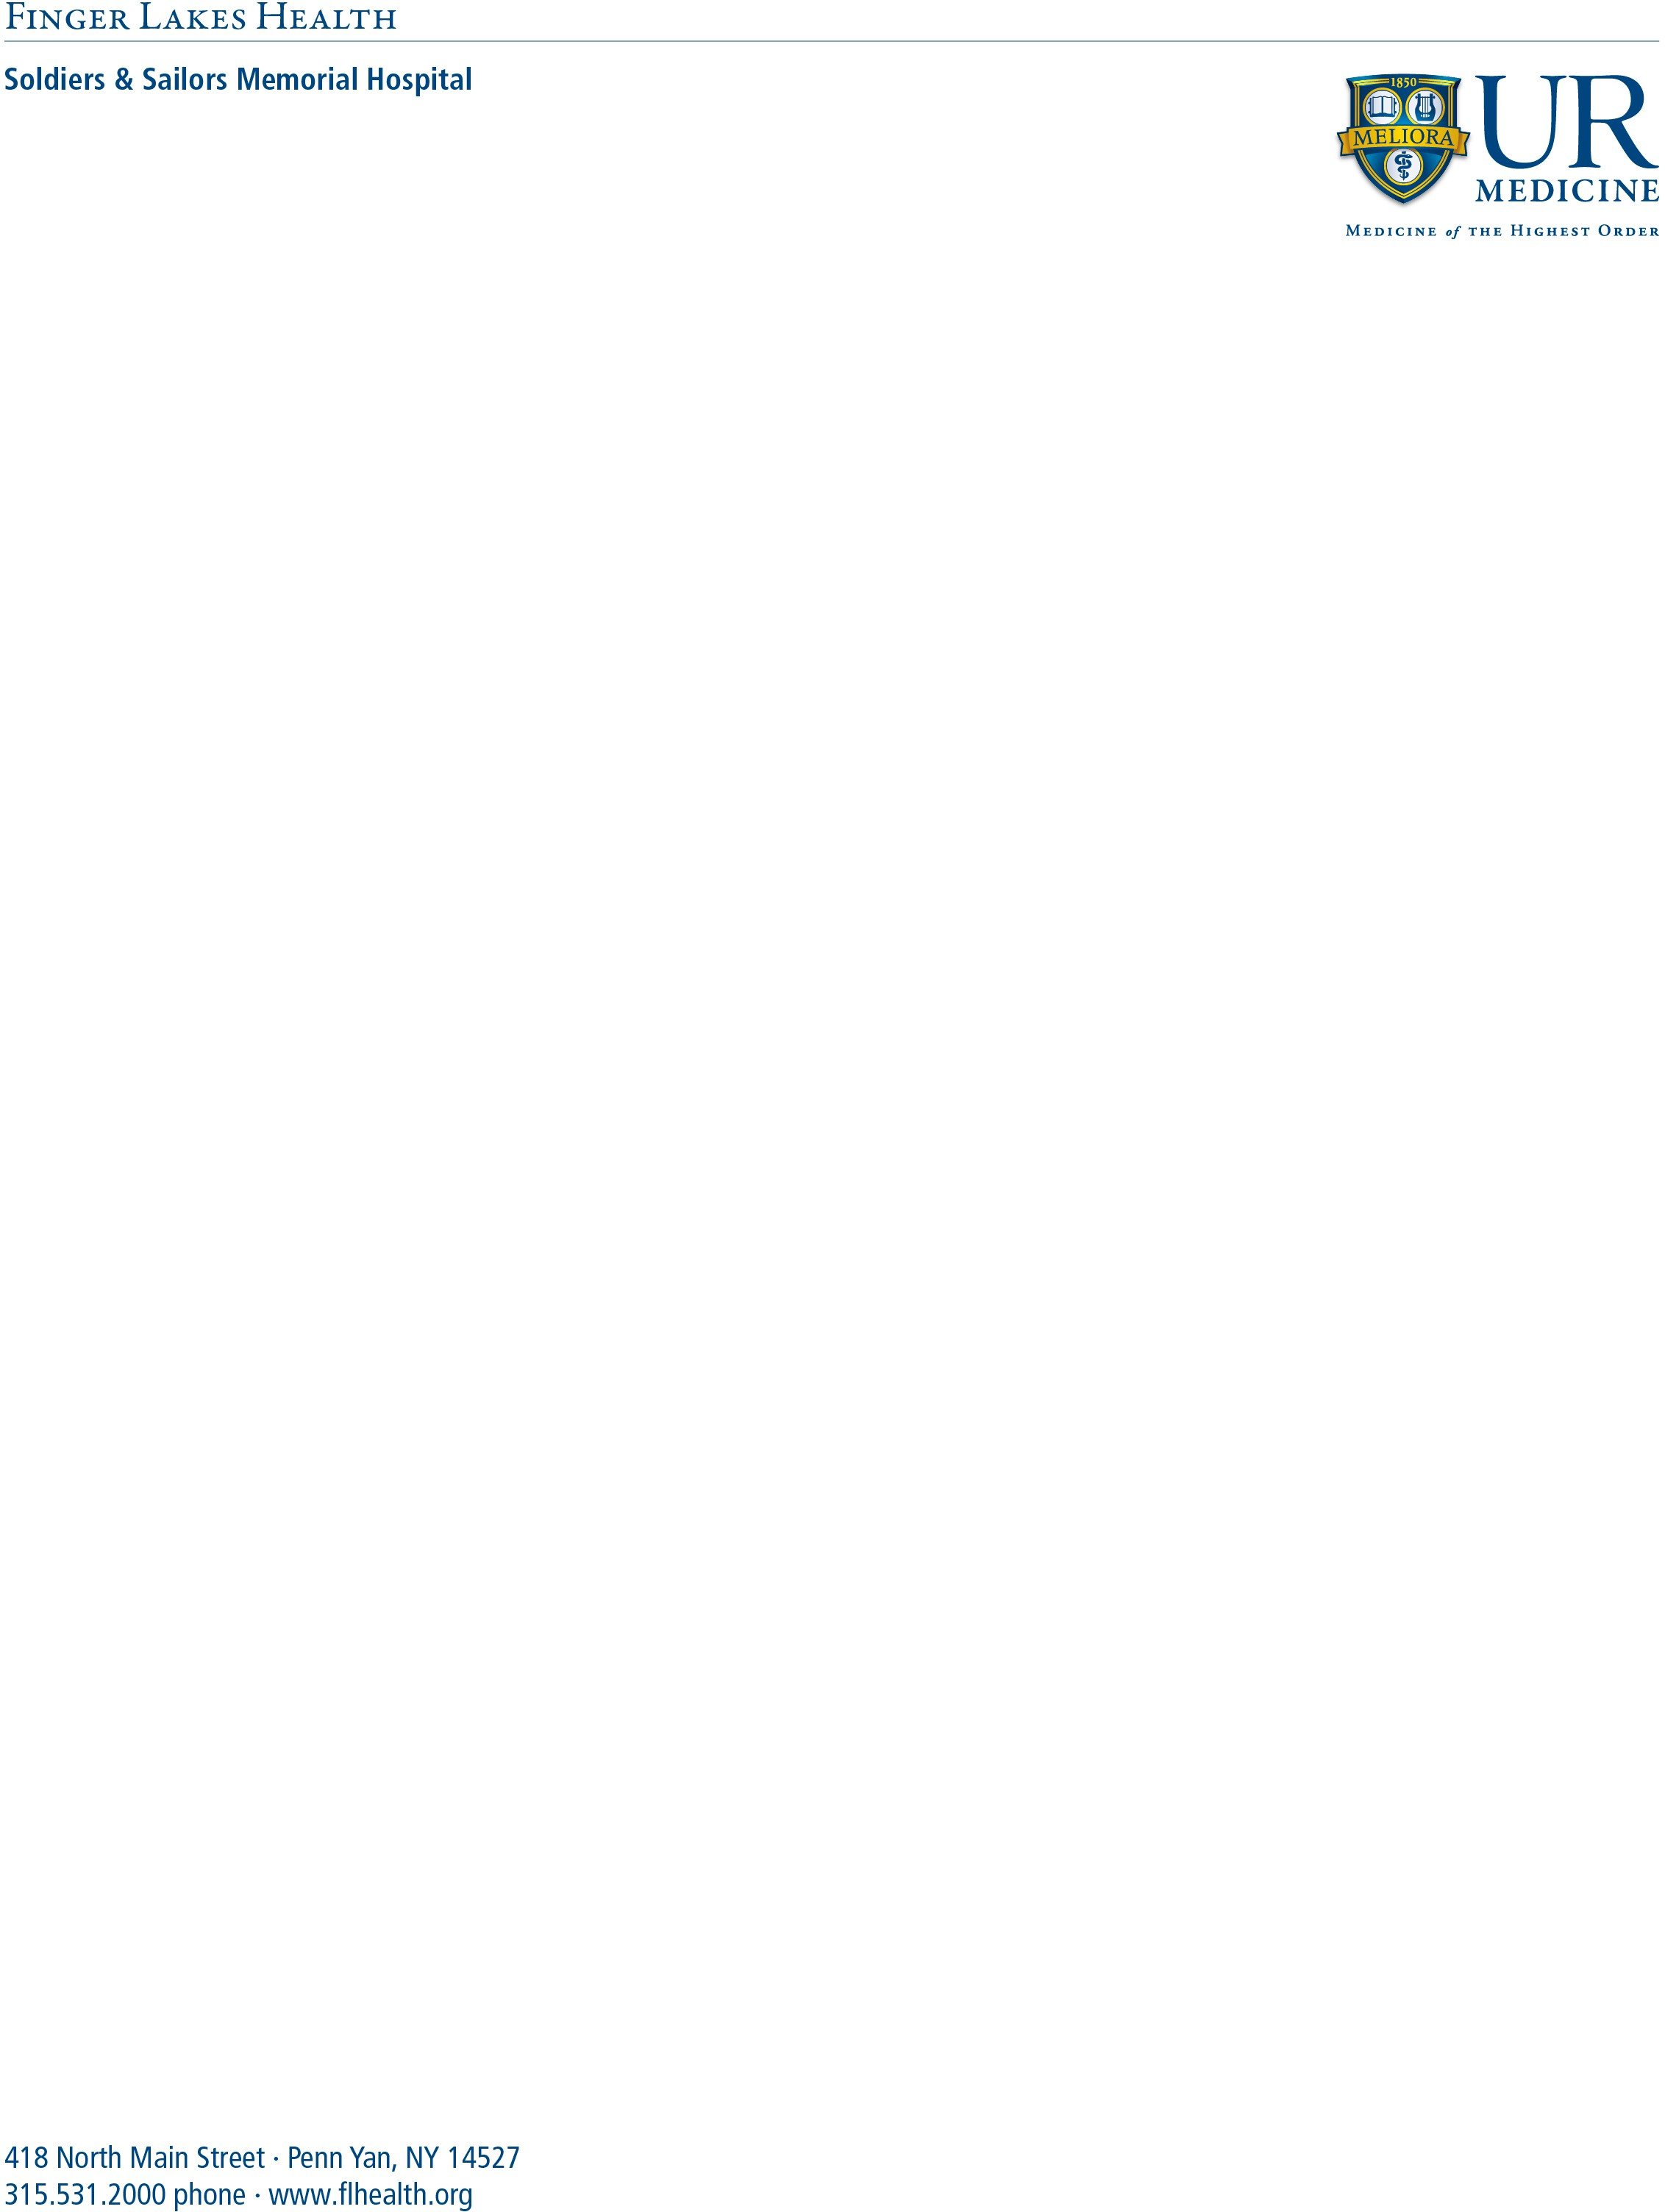 Finger Lakes Health
Soldiers & Sailors Memorial Hospital
1850
MELIORA
UR
MEDICINE
Medicine of the Highest Order
418 North Main Street · Penn Yan, NY 14527
315.531.2000 phone · www.flhealth.org